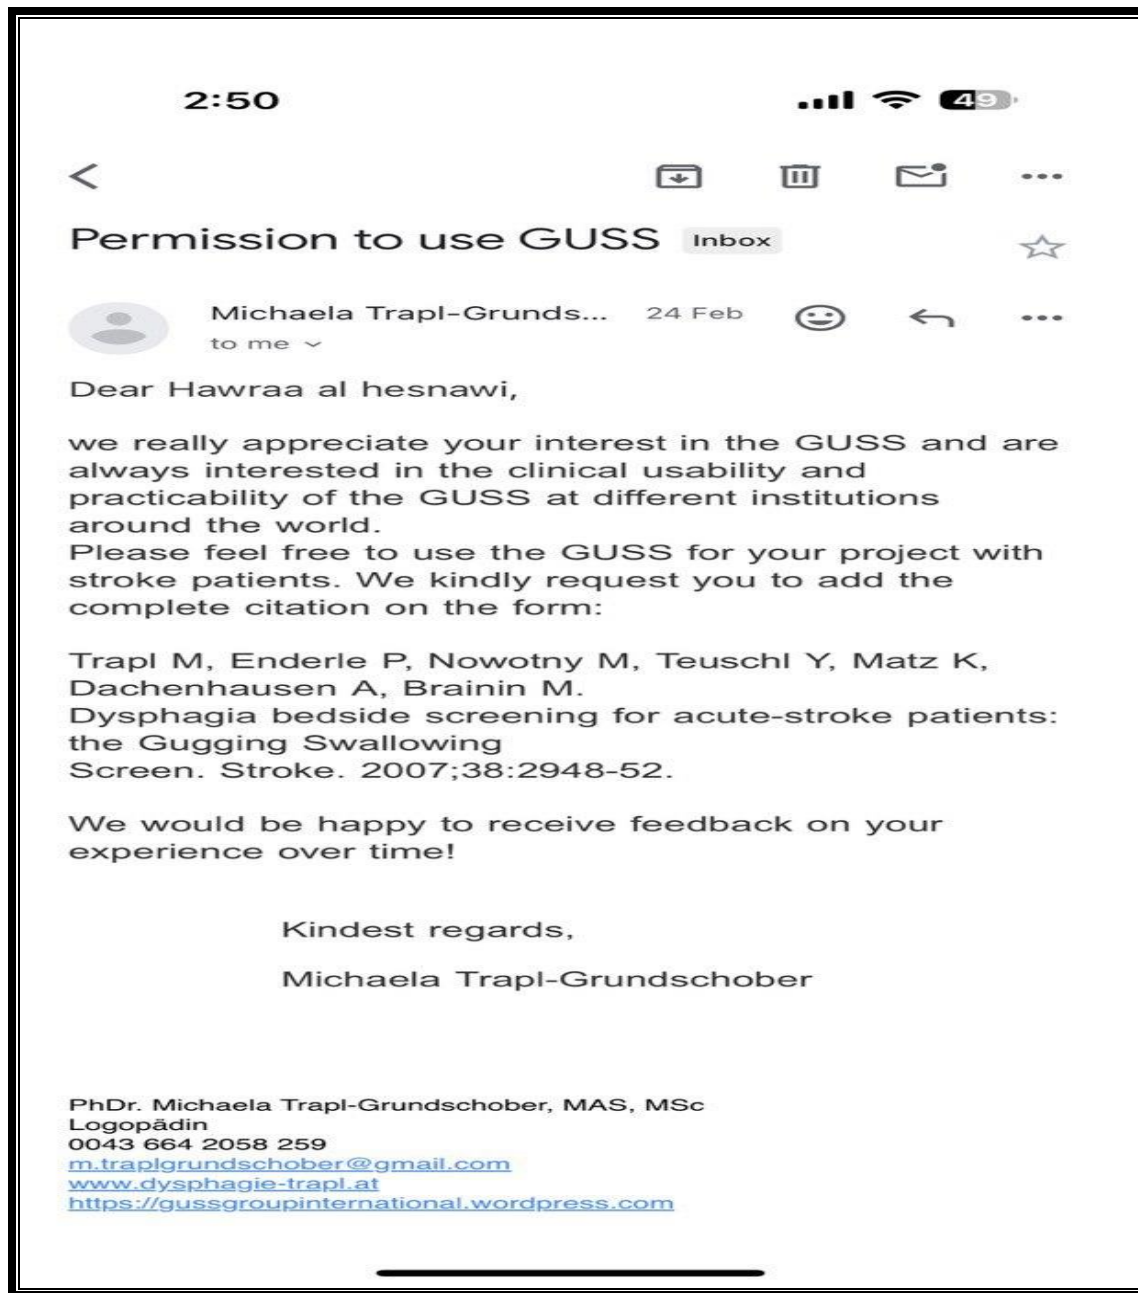 2:50
49
Permission to use GUSS Inbox
Michaela Trapl-Grunds... 24 Feb
to me
Dear Hawraa al hesnawi,
we really appreciate your interest in the GUSS and are
always interested in the clinical usability and
practicability of the GUSS at different institutions
around the world.
Please feel free to use the GUSS for your project with
stroke patients. We kindly request you to add the
complete citation on the form:
Trapl M, Enderle P, Nowotny M, Teuschl Y, Matz K,
Dachenhausen A, Brainin M.
Dysphagia bedside screening for acute-stroke patients:
the Gugging Swallowing
Screen. Stroke. 2007;38:2948-52.
We would be happy to receive feedback on your
experience over time!
Kindest regards,
Michaela Trapl-Grundschober
PhDr. Michaela Trapl-Grundschober, MAS, MSc
Logopädin
0043 664 2058 259
m.traplgrundschober@gmail.com
www.dysphagie-trapl.at
https://gussgroupinternational.wordpress.com